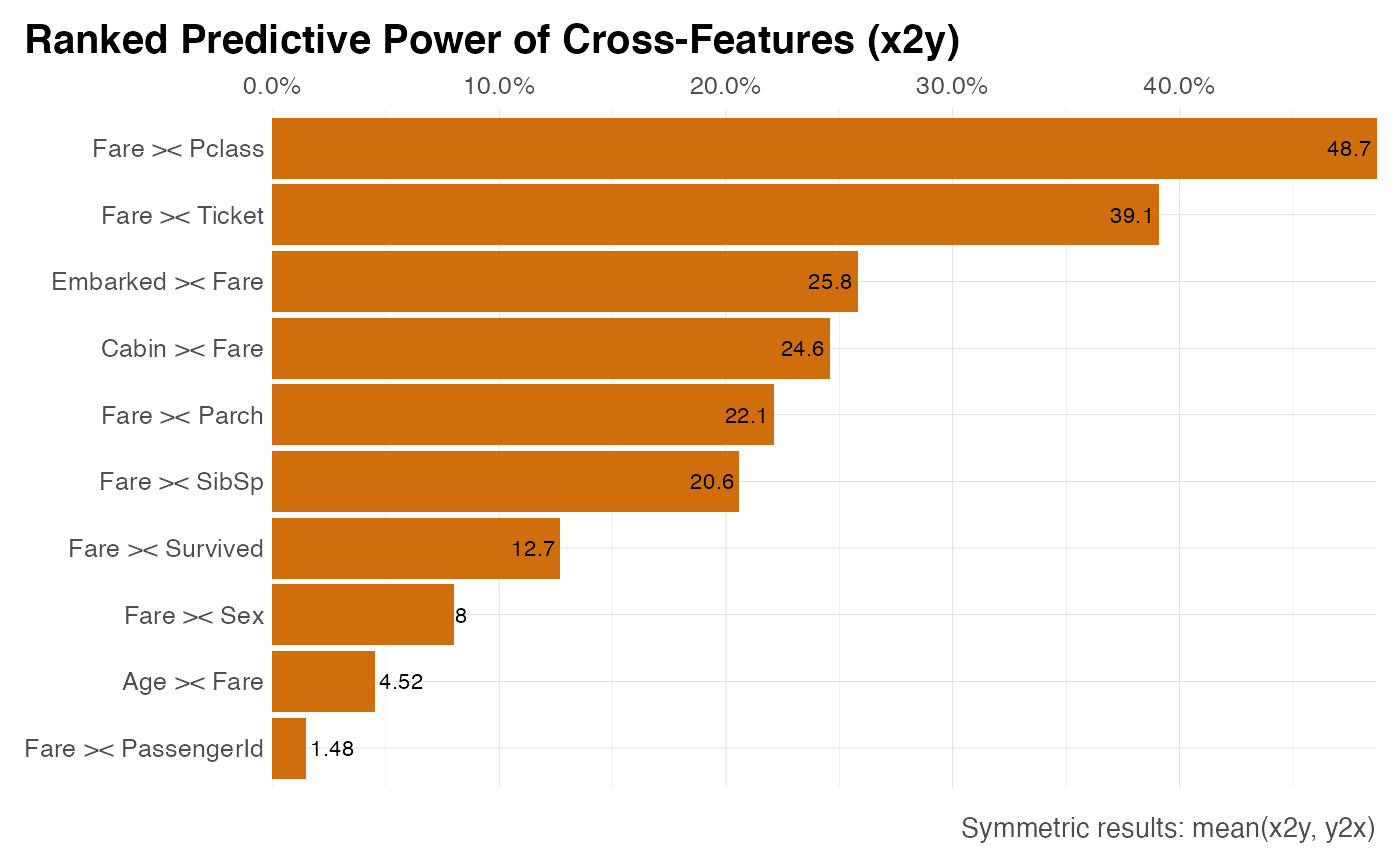 Ranked Predictive Power of Cross-Features (x2y)
0.0% 10.0% 20.0% 30.0% 40.0%
Fare >< Pclass 48.7
Fare >< Ticket 39.1
Embarked >< Fare 25.8
Cabin >< Fare 24.6
Fare >< Parch 22.1
Fare >< SibSp 20.6
Fare >< Survived 12.7
Fare >< Sex 8
Age >< Fare 4.52
Fare >< PassengerId 1.48
Symmetric results: mean(x2y, y2x)